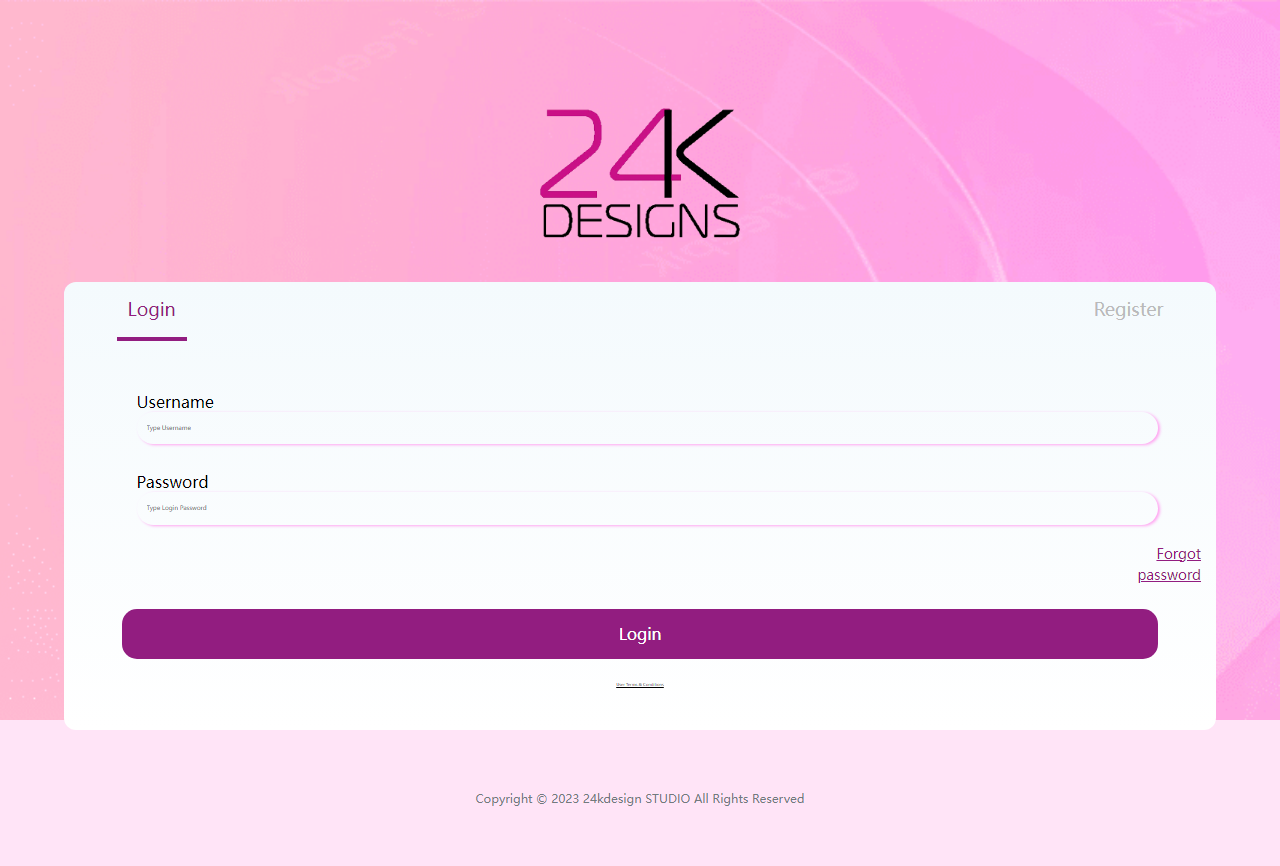 24K
DESIGNS
Login
Register
Username
Type Username
Password
Type Login Password
Forgot
password
Login
User Terms & Conditions
Copyright © 2023 24kdesign STUDIO All Rights Reserved